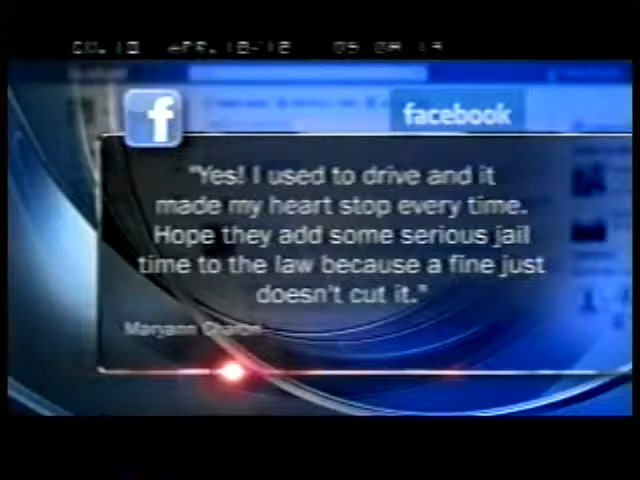 facebook
"Yes! I used to drive and it
made my heart stop every time.
Hope they add some serious jail
time to the law because a fine just
doesn't cut it."
Maryann